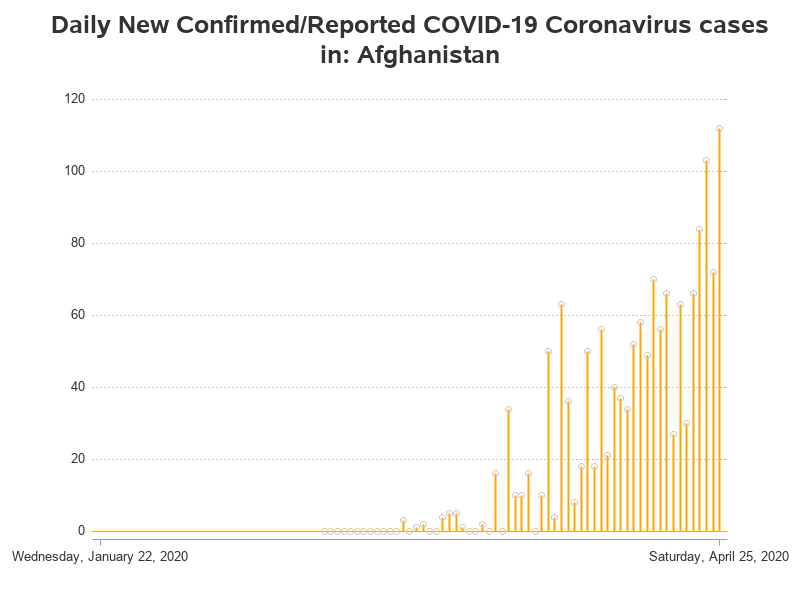 Daily New Confirmed/Reported COVID-19 Coronavirus cases
in: Afghanistan
120
100
80
60
40
20
0
Wednesday, January 22, 2020
Saturday, April 25, 2020